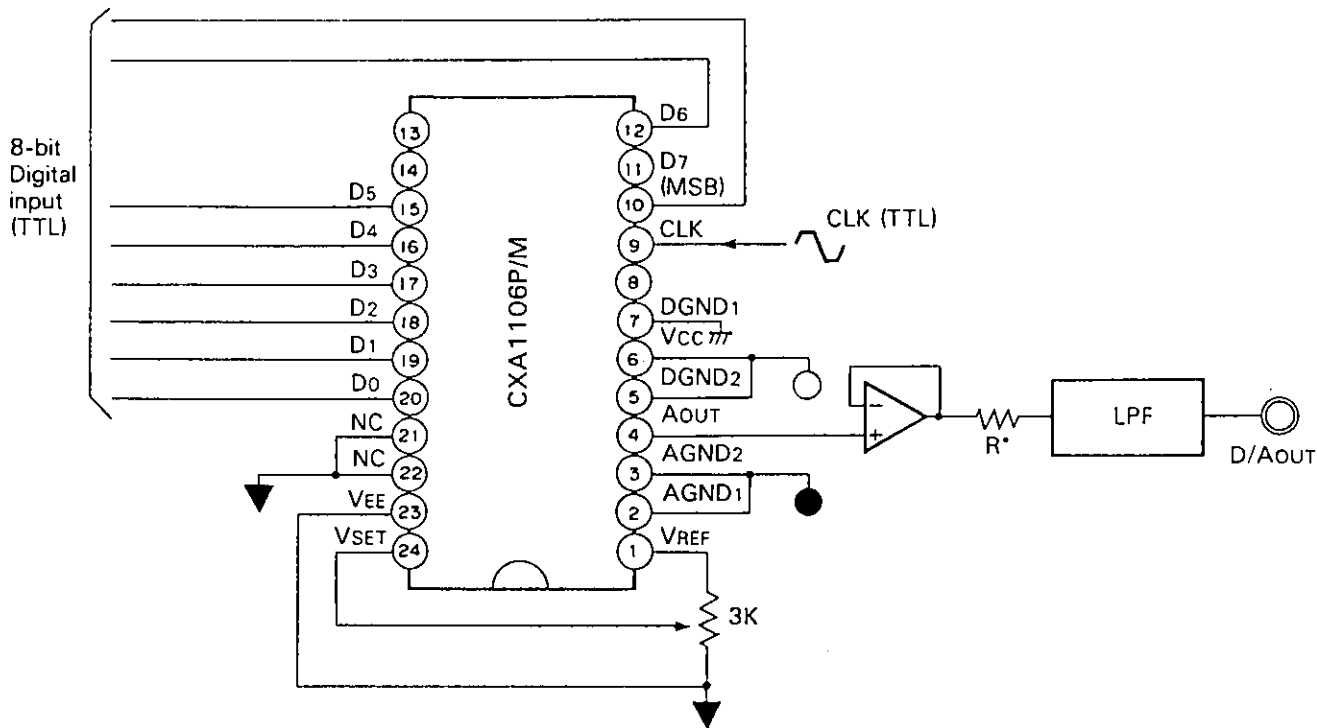 8-bit
Digital
input
(TTL)
D5
D4
D3
D2
D1
D0
NC
NC
VEE
VSET
13
14
15
16
17
18
19
20
21
22
23
24
CXA1106P/M
12
11
10
9
8
7
6
5
4
3
2
1
D6
D7
(MSB)
CLK
DGND1
VCC
DGND2
AOUT
AGND2
AGND1
VREF
CLK (TTL)
3K
−
+
R*
LPF
D/AOUT